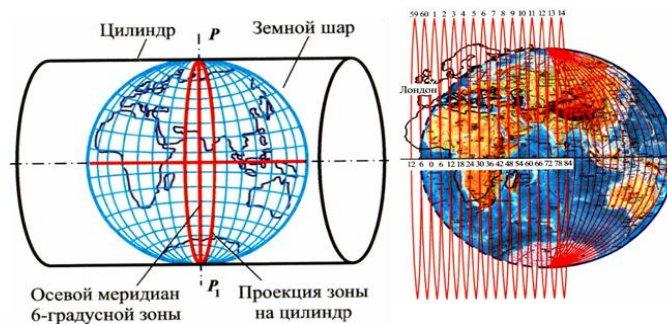 Цилиндр
P
Земной шар
Осевой меридиан
6-градусной зоны
P₁
Проекция зоны
на цилиндр
59 60 1 2 3 4 5 6 7 8 9 10 11 12 13 14
Лондон
12 6 0 6 12 18 24 30 36 42 48 54 60 66 72 78 84